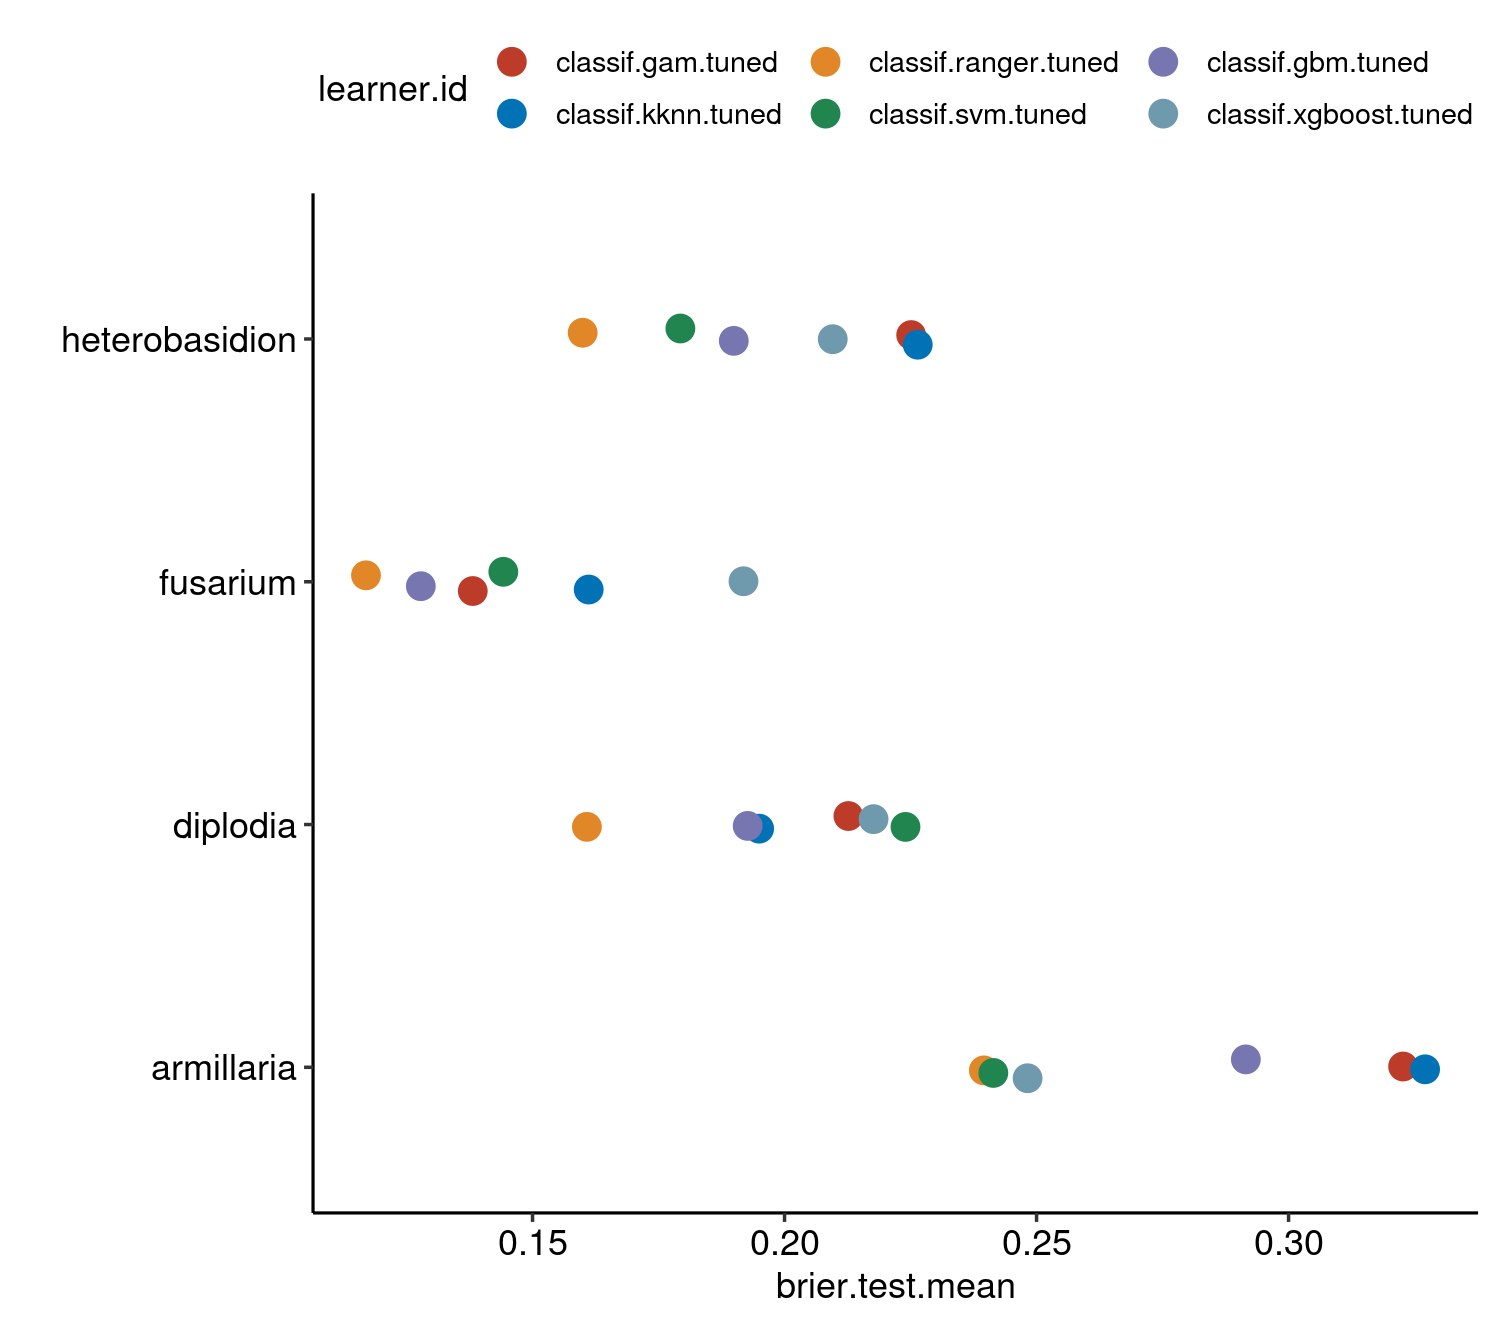 learner.id
classif.gam.tuned classif.ranger.tuned classif.gbm.tuned
classif.kknn.tuned classif.svm.tuned classif.xgboost.tuned
heterobasidion
fusarium
diplodia
armillaria
0.15 0.20 0.25 0.30
brier.test.mean